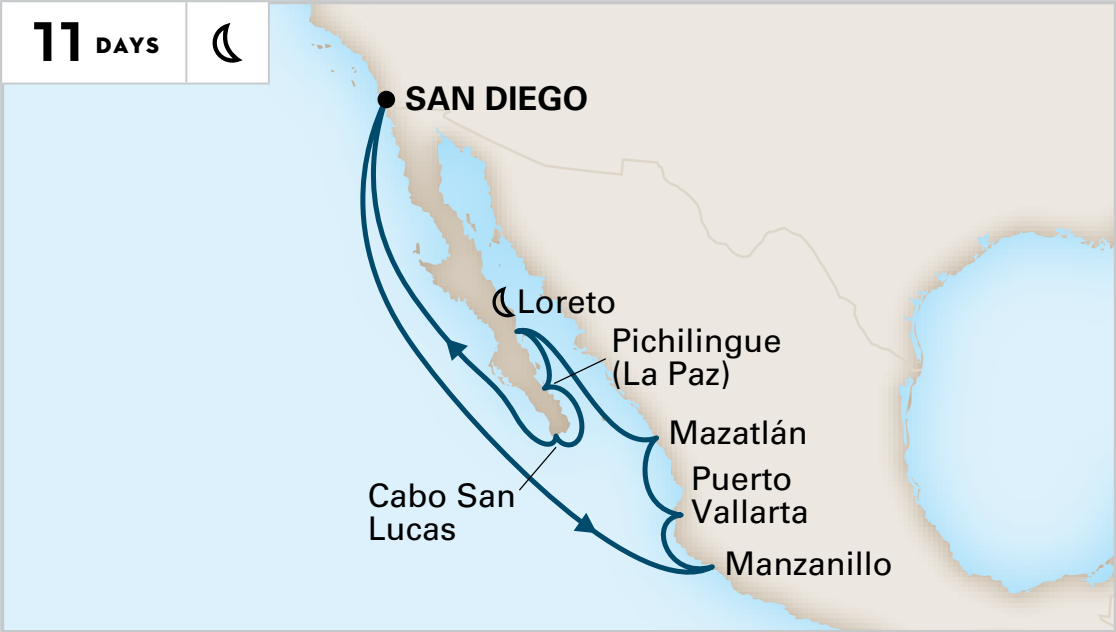 11 DAYS
SAN DIEGO
Loreto
Pichilingue
(La Paz)
Mazatlán
Puerto
Vallarta
Cabo San
Lucas
Manzanillo